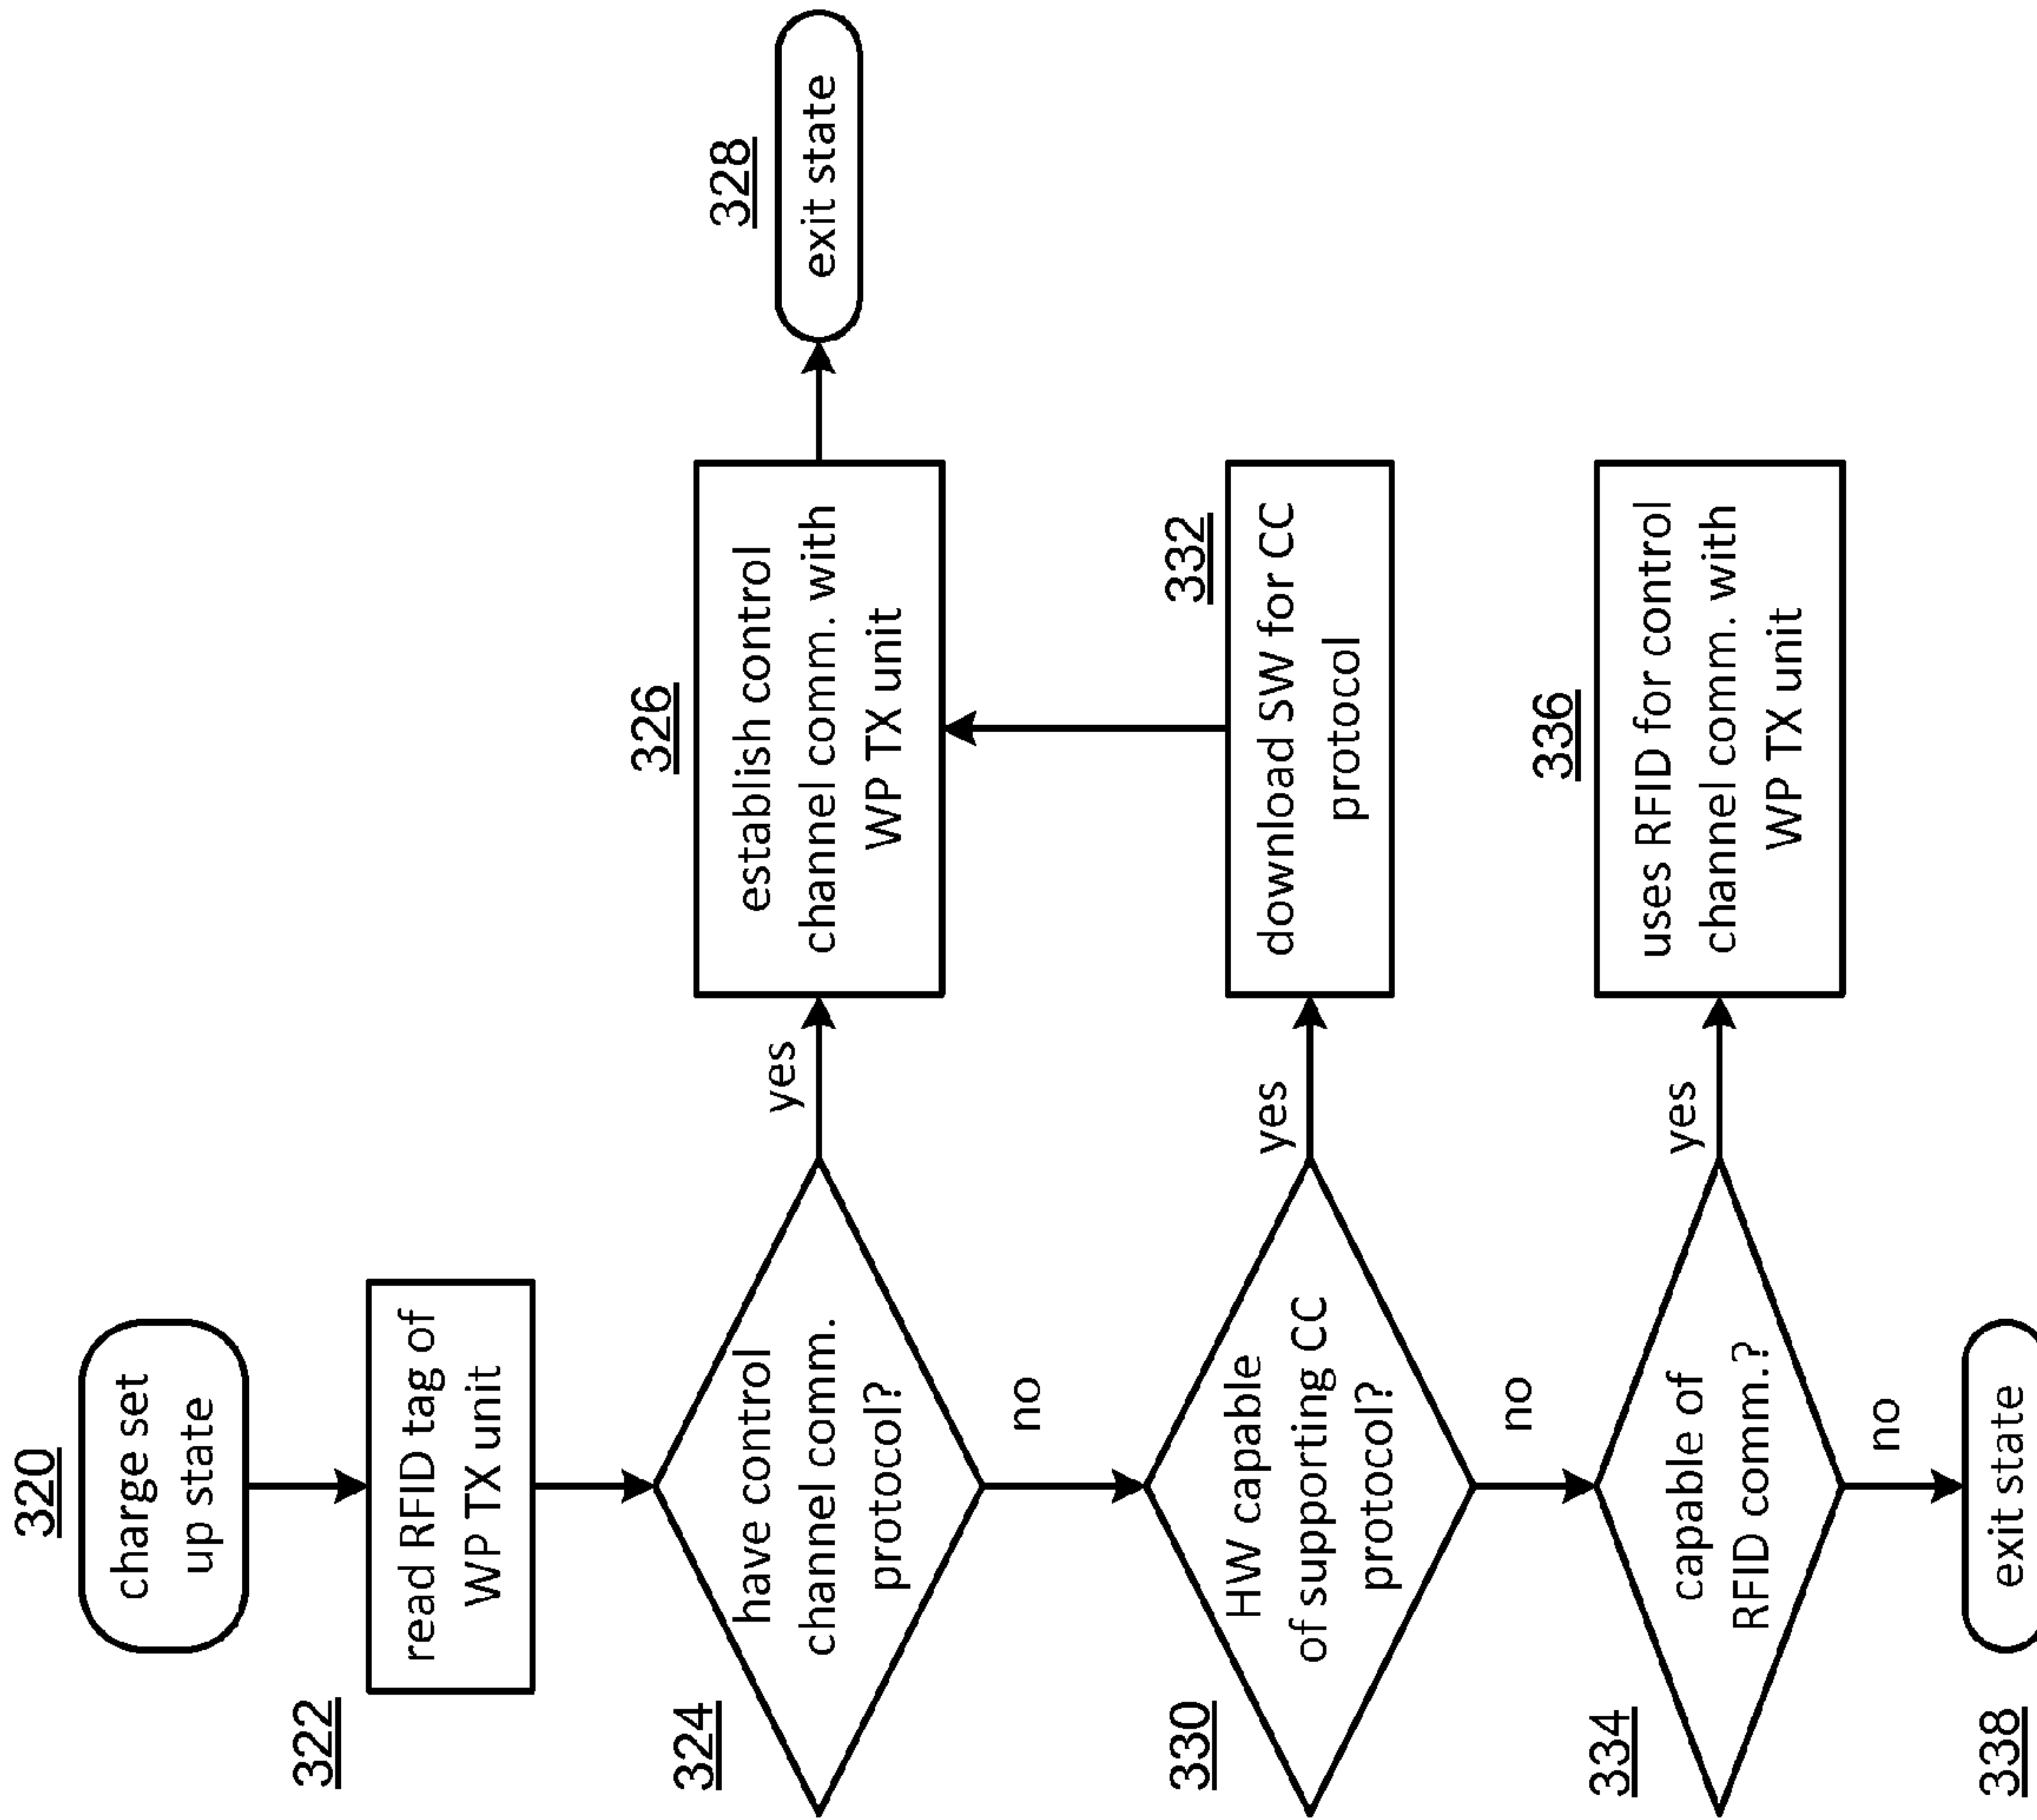 320
charge set
up state
322
read RFID tag of
WP TX unit
324
have control
channel comm.
protocol?
yes
326
establish control
channel comm. with
WP TX unit
328
exit state
no
330
HW capable
of supporting CC
protocol?
yes
332
download SW for CC
protocol
no
334
capable of
RFID comm.?
yes
336
uses RFID for control
channel comm. with
WP TX unit
no
338
exit state